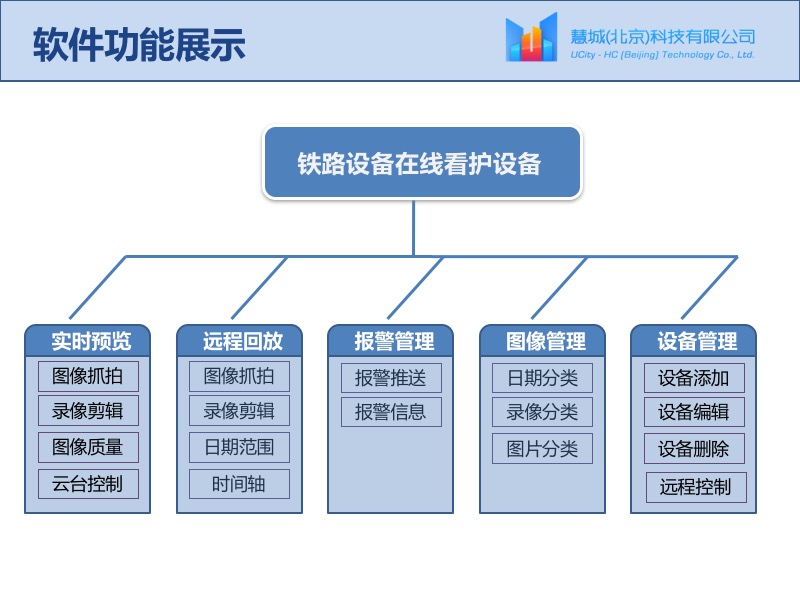 软件功能展示
慧城(北京)科技有限公司
UCity - HC (Beijing) Technology Co., Ltd.
铁路设备在线看护设备
实时预览
图像抓拍
录像剪辑
图像质量
云台控制
远程回放
图像抓拍
录像剪辑
日期范围
时间轴
报警管理
报警推送
报警信息
图像管理
日期分类
录像分类
图片分类
设备管理
设备添加
设备编辑
设备删除
远程控制